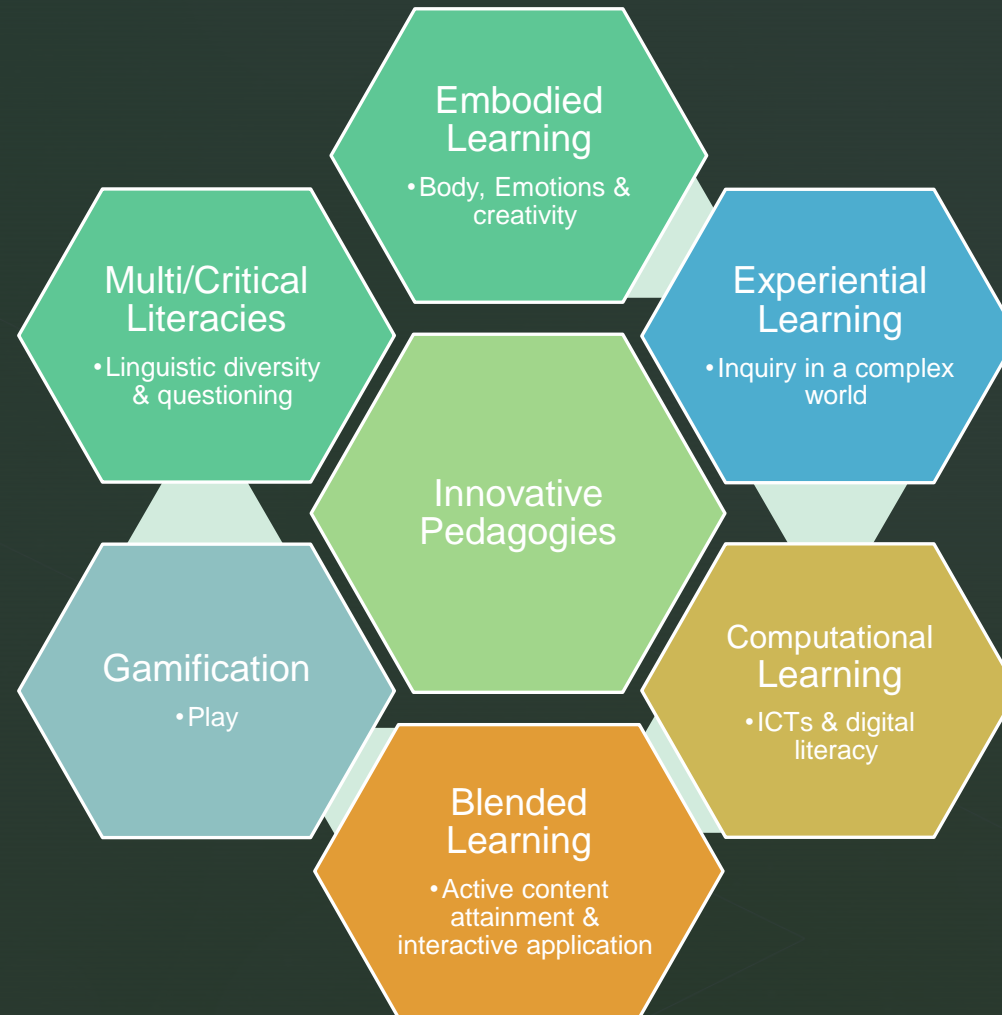 Embodied
Learning
•Body, Emotions &
creativity
Multi/Critical
Literacies
•Linguistic diversity
& questioning
Experiential
Learning
•Inquiry in a complex
world
Innovative
Pedagogies
Gamification
•Play
Computational
Learning
•ICTs & digital
literacy
Blended
Learning
•Active content
attainment &
interactive application